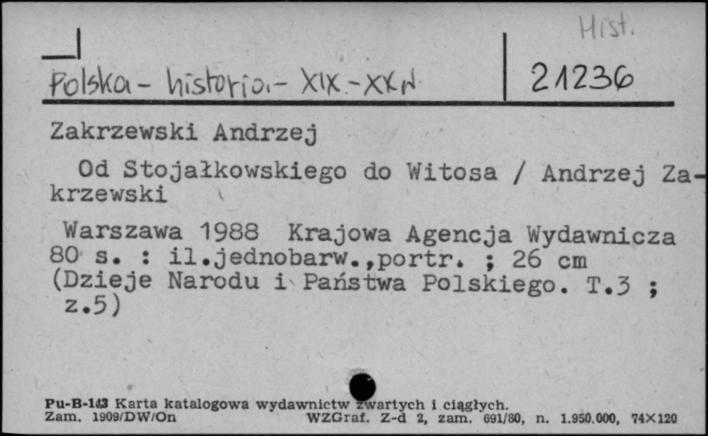 Hist.
Polska - historia - XIX - XX w
21236
Zakrzewski Andrzej
Od Stojałkowskiego do Witosa / Andrzej Za-
krzewski
Warszawa 1988 Krajowa Agencja Wydawnicza
80 s. : il.jednobarw.,portr. ; 26 cm
(Dzieje Narodu i Państwa Polskiego. T.3 ;
z.5)
Pu-B-143 Karta katalogowa wydawnictw zwartych i ciągłych.
Zam. 1909/DW/On WZGraf. Z-d 2, zam. 691/80, n. 1.950.000, 74×120